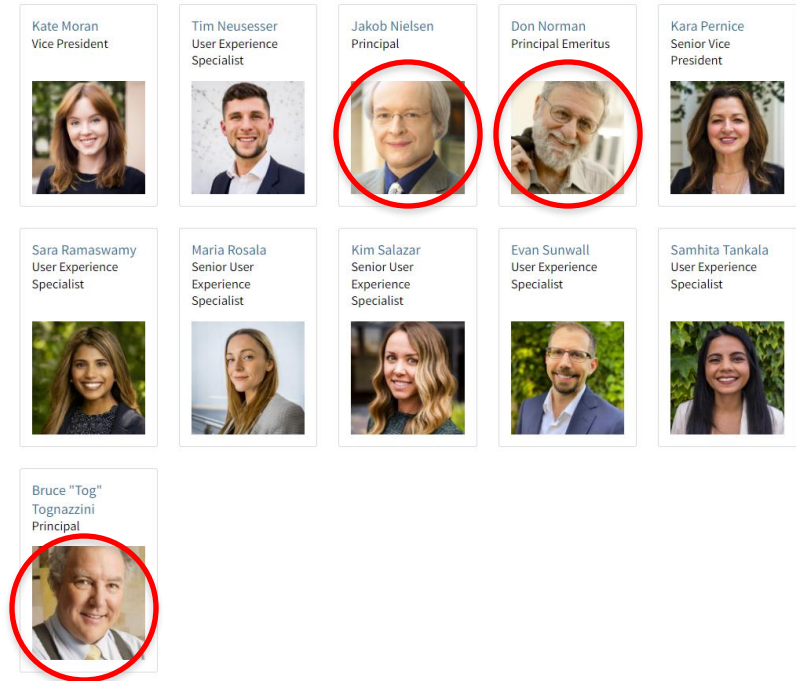 Kate Moran
Vice President
Tim Neusesser
User Experience
Specialist
Jakob Nielsen
Principal
Don Norman
Principal Emeritus
Kara Pernice
Senior Vice
President
Sara Ramaswamy
User Experience
Specialist
Maria Rosala
Senior User
Experience
Specialist
Kim Salazar
Senior User
Experience
Specialist
Evan Sunwall
User Experience
Specialist
Samhita Tankala
User Experience
Specialist
Bruce "Tog"
Tognazzini
Principal